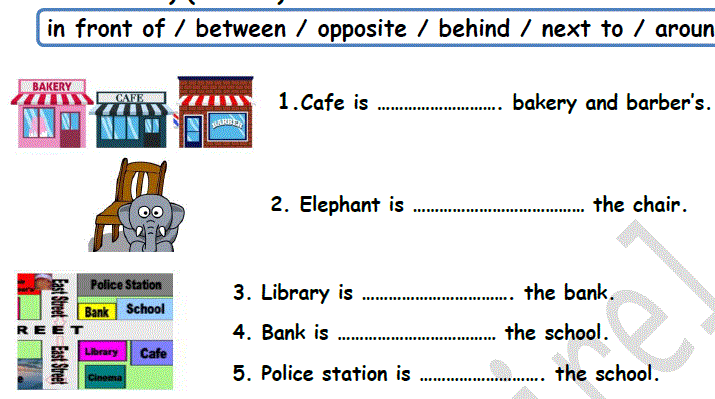 in front of / between / opposite / behind / next to / aroun
BAKERY
CAFE
BARBER
1.Cafe is ............................ bakery and barber's.
2. Elephant is ....................................... the chair.
East Street
Police Station
Bank
School
REET
East Street
Library
Cafe
Cinema
3. Library is .................................. the bank.
4. Bank is .................................... the school.
5. Police station is ............................ the school.